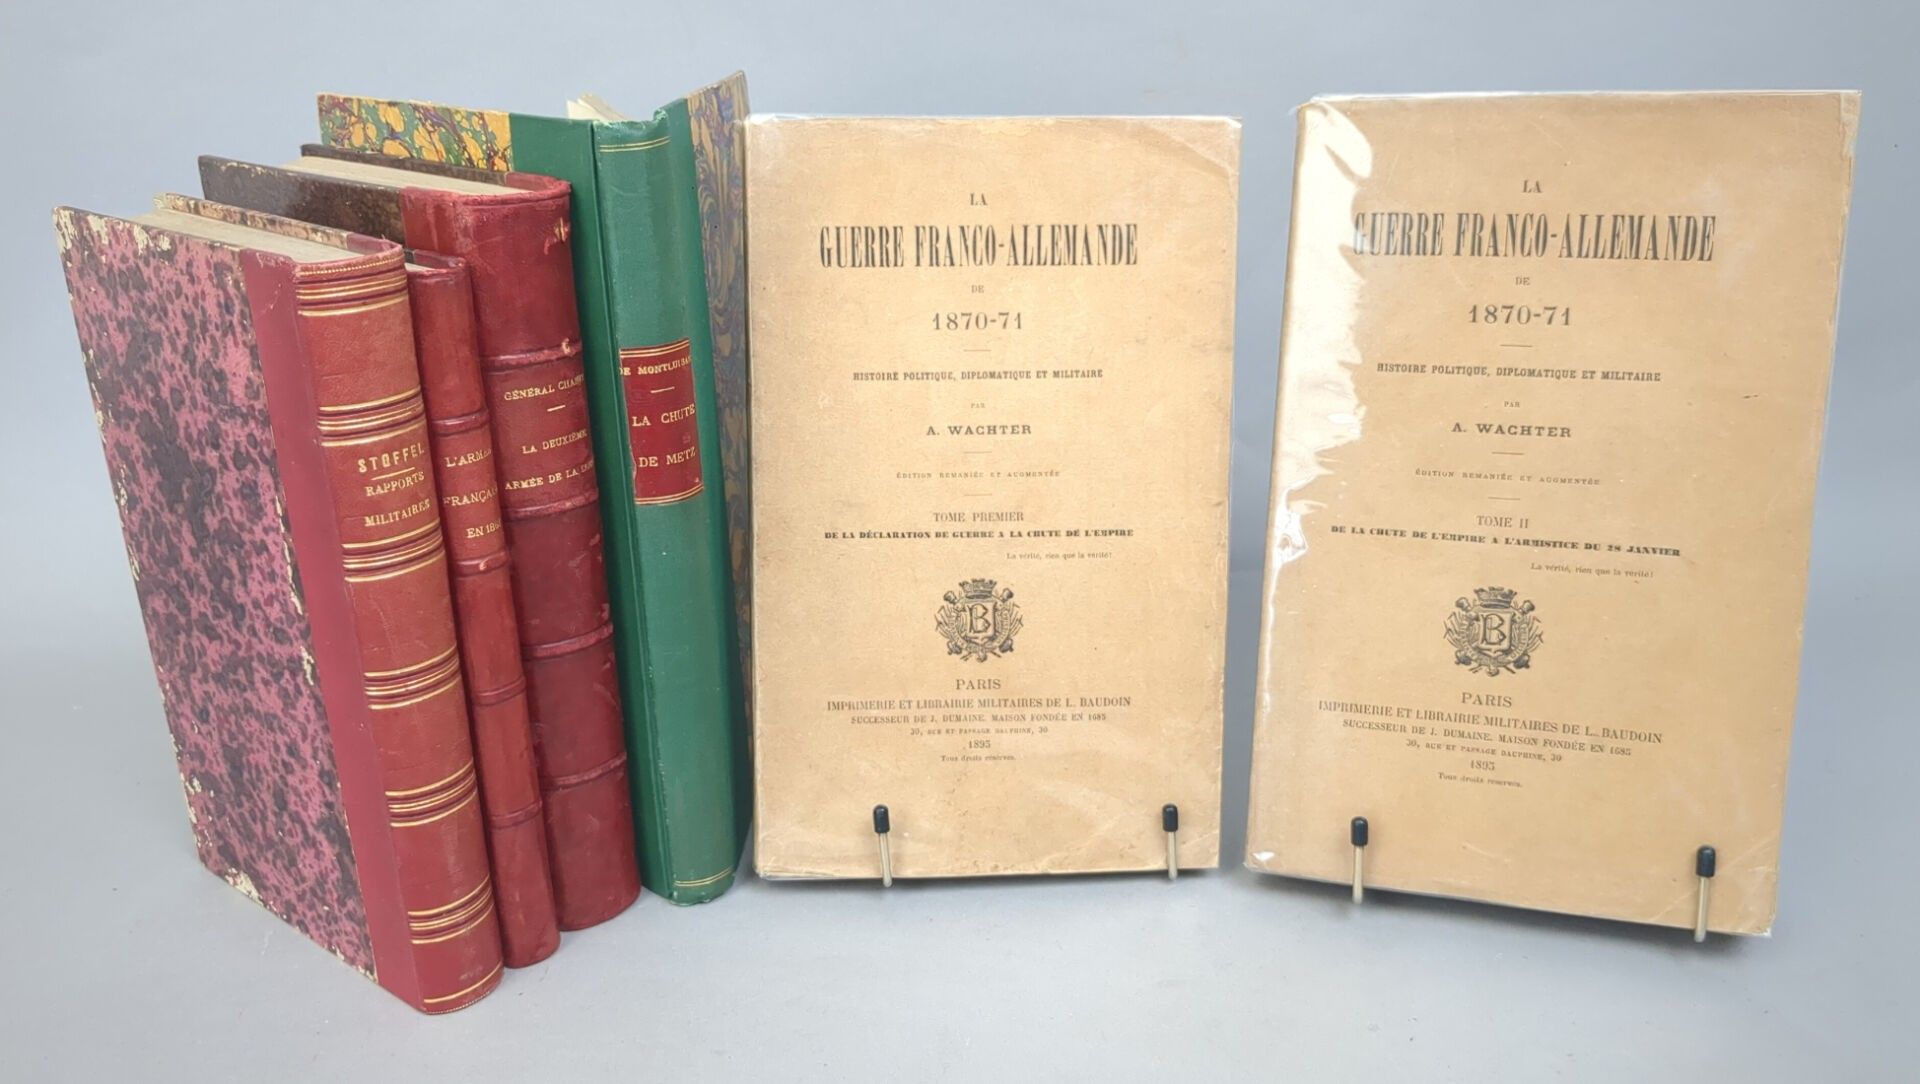 STOFFEL
RAPPORTS
MILITAIRES
L'ARMÉE
FRANÇAI
EN 18
GÉNÉRAL
LA DEUXIÈME
ARMÉE DE LA
DE
LA CHUTE
DE METZ
LA
GUERRE FRANCO-ALLEMANDE
DE
1870-71
HISTOIRE POLITIQUE, DIPLOMATIQUE ET MILITAIRE
PAR
A. WACHTER
ÉDITION REMANIÉE ET AUGMENTÉE
TOME PREMIER
DE LA DÉCLARATION DE GUERRE A LA CHUTE DE L'EMPIRE
La vérité, rien que la vérité!
B
PARIS
IMPRIMERIE ET LIBRAIRIE MILITAIRES DE L. BAUDOIN
SUCCESSEUR DE J. DUMAINE. MAISON FONDÉE EN 1685
30, RUE ET PASSAGE DAUPHINE, 30
1895
Tous droits réservés.
LA
GUERRE FRANCO-ALLEMANDE
DE
1870-71
HISTOIRE POLITIQUE, DIPLOMATIQUE ET MILITAIRE
PAR
A. WACHTER
ÉDITION REMANIÉE ET AUGMENTÉE
TOME II
DE LA CHUTE DE L'EMPIRE A L'ARMISTICE DU 28 JANVIER
La vérité, rien que la vérité!
B
PARIS
IMPRIMERIE ET LIBRAIRIE MILITAIRES DE L. BAUDOIN
SUCCESSEUR DE J. DUMAINE. MAISON FONDÉE EN 1685
30, RUE ET PASSAGE DAUPHINE, 30
1895
Tous droits réservés.